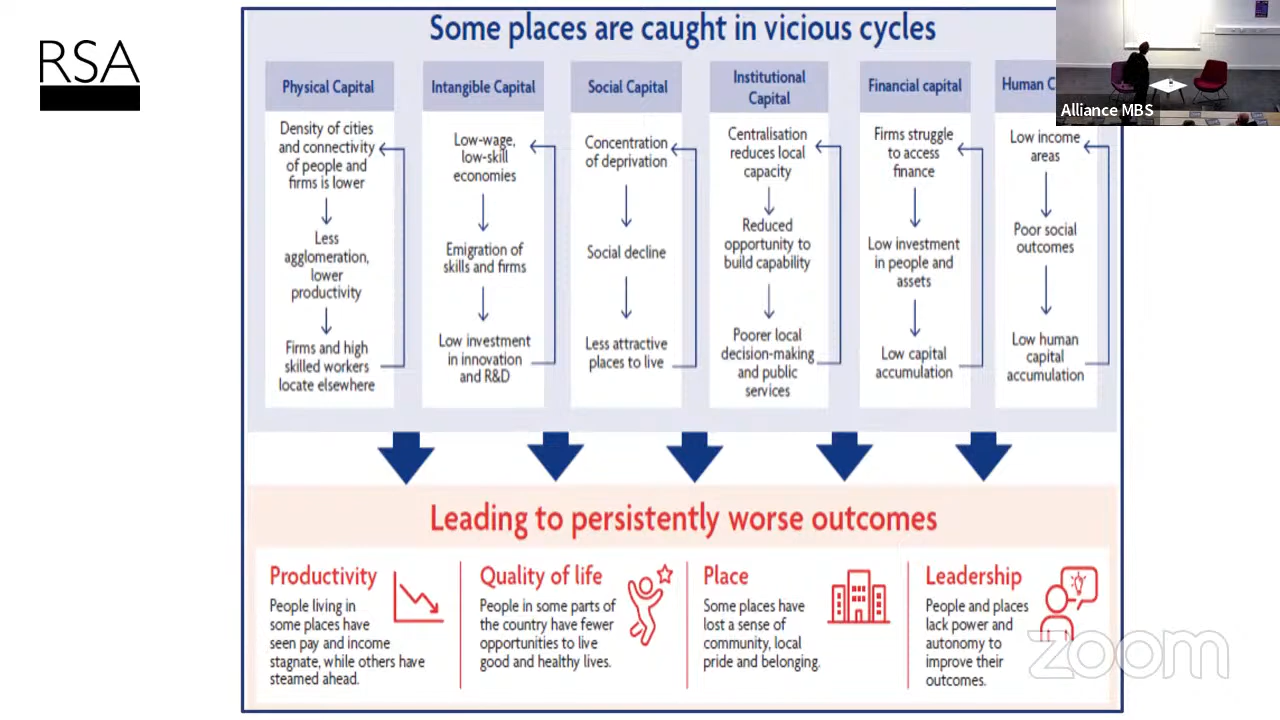 RSA
Some places are caught in vicious cycles
Physical Capital
Density of cities
and connectivity
of people and
firms is lower
Less
agglomeration,
lower
productivity
Firms and high
skilled workers
locate elsewhere
Intangible Capital
Low-wage,
low-skill
economies
Emigration of
skills and firms
Low investment
in innovation
and R&D
Social Capital
Concentration
of deprivation
Social decline
Less attractive
places to live
Institutional
Capital
Centralisation
reduces local
capacity
Reduced
opportunity to
build capability
Poorer local
decision-making
and public
services
Financial capital
Firms struggle
to access
finance
Low investment
in people and
assets
Low capital
accumulation
Human C
Low income
areas
Poor social
outcomes
Low human
capital
accumulation
Alliance MBS
Leading to persistently worse outcomes
Productivity
People living in
some places have
seen pay and income
stagnate, while others have
steamed ahead.
Quality of life
People in some parts of
the country have fewer
opportunities to live
good and healthy lives.
Place
Some places have
lost a sense of
community, local
pride and belonging.
Leadership
People and places
lack power and
autonomy to
improve their
outcomes.
zoom